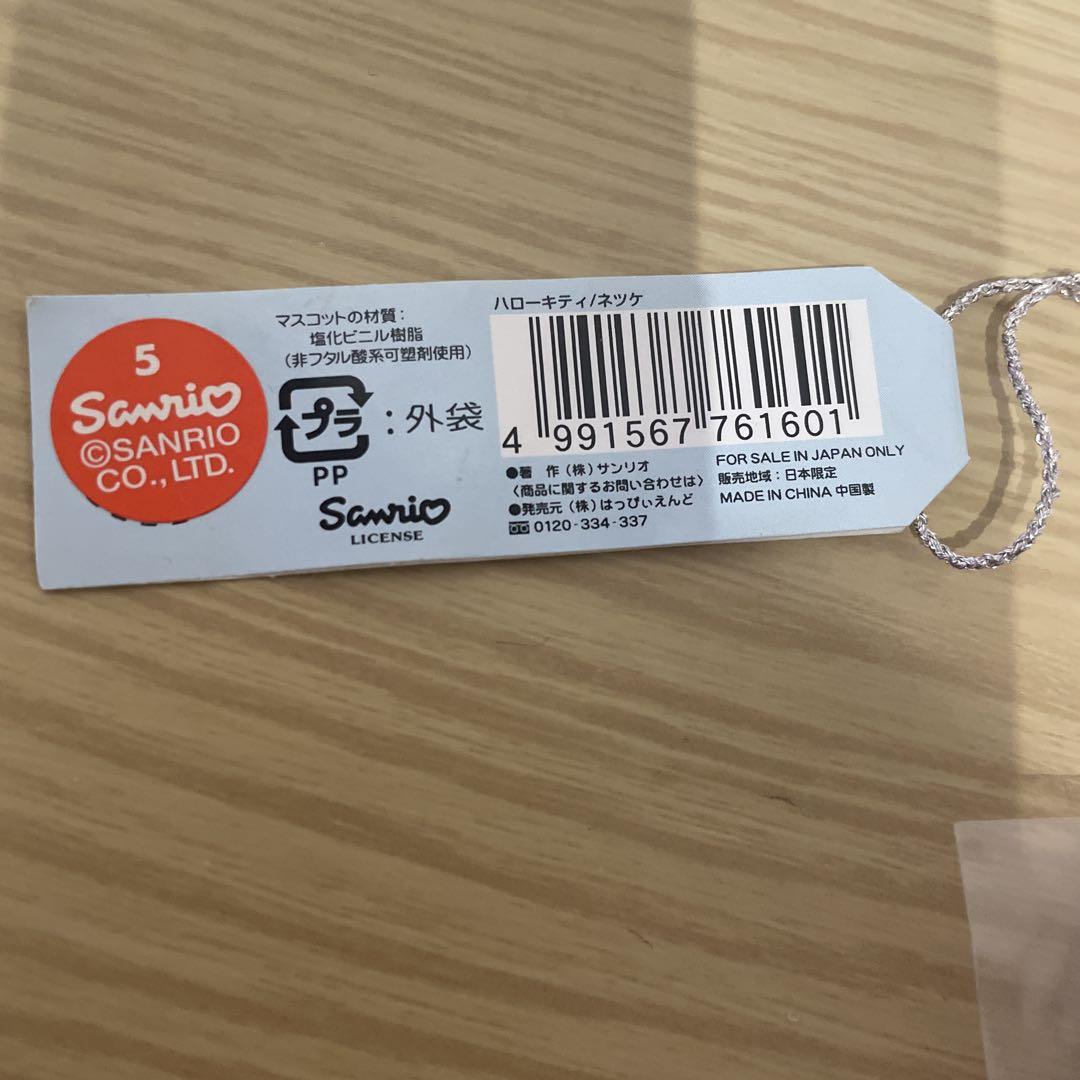 5
Sanrio
©SANRIO
CO.,LTD.
マスコットの材質:
塩化ビニル樹脂
(非フタル酸系可塑剤使用)
プラ
:外袋
PP
Sanrio
LICENSE
ハローキティ/ネツケ
4 991567 761601
●著 作(株)サンリオ
〈商品に関するお問い合わせは〉
●発売元(株)はっぴぃえんど
0120-334-337
FOR SALE IN JAPAN ONLY
販売地域:日本限定
MADE IN CHINA 中国製